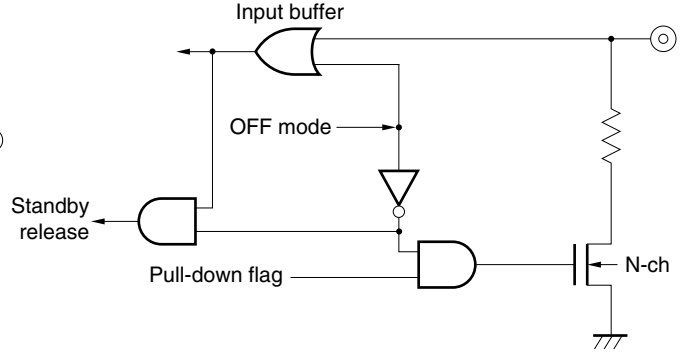 Input buffer
OFF mode
Standby
release
Pull-down flag
N-ch